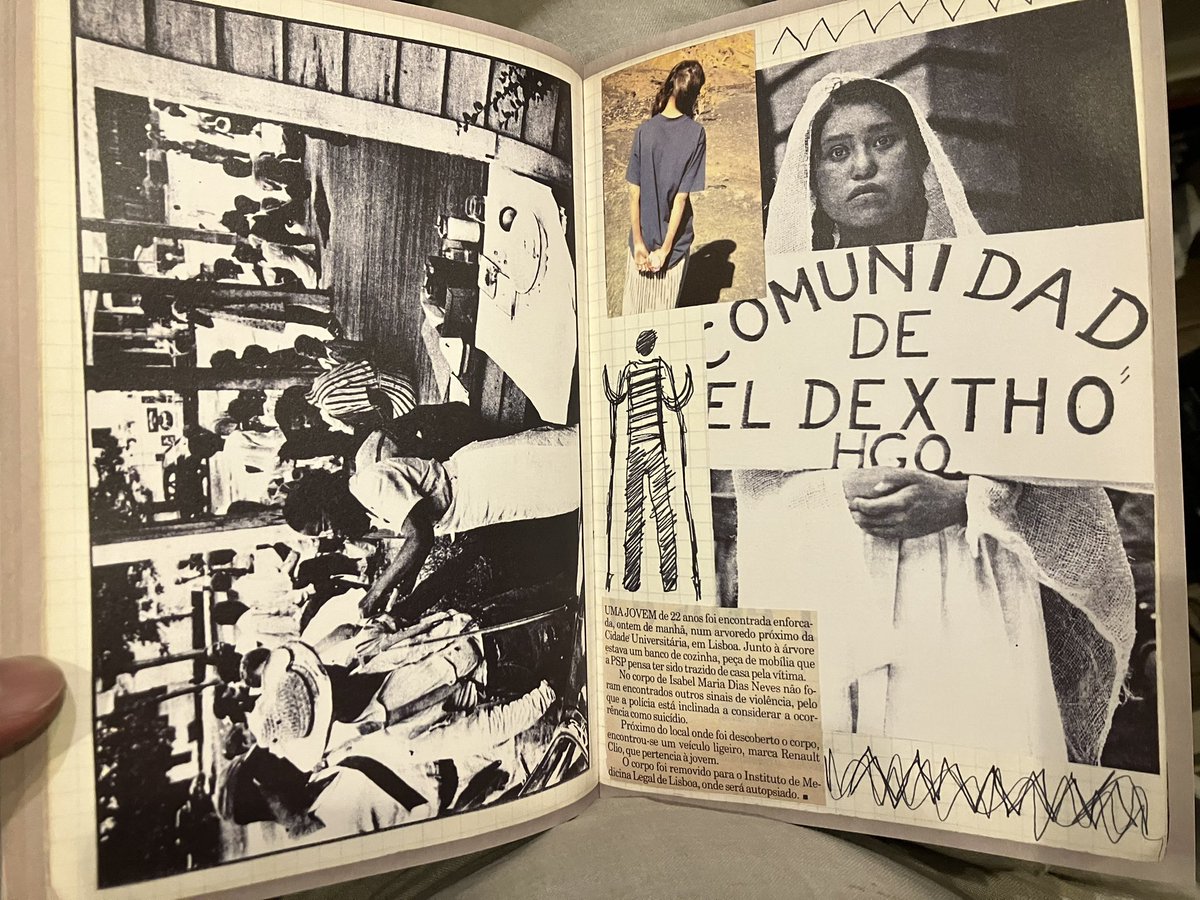 COMUNIDAD
DE
"EL DEXTHO"
HGO.
UMA JOVEM de 22 anos foi encontrada enforca-
da, ontem de manhã, num arvoredo próximo da
Cidade Universitária, em Lisboa. Junto à árvore
estava um banco de cozinha, peça de mobília que
a PSP pensa ter sido trazido de casa pela vítima.
No corpo de Isabel Maria Dias Neves não fo-
ram encontrados outros sinais de violência, pelo
que a polícia está inclinada a considerar a ocor-
rência como suicídio.
Próximo do local onde foi descoberto o corpo,
encontrou-se um veículo ligeiro, marca Renault
Clio, que pertencia à jovem.
O corpo foi removido para o Instituto de Me-
dicina Legal de Lisboa, onde será autopsiado.